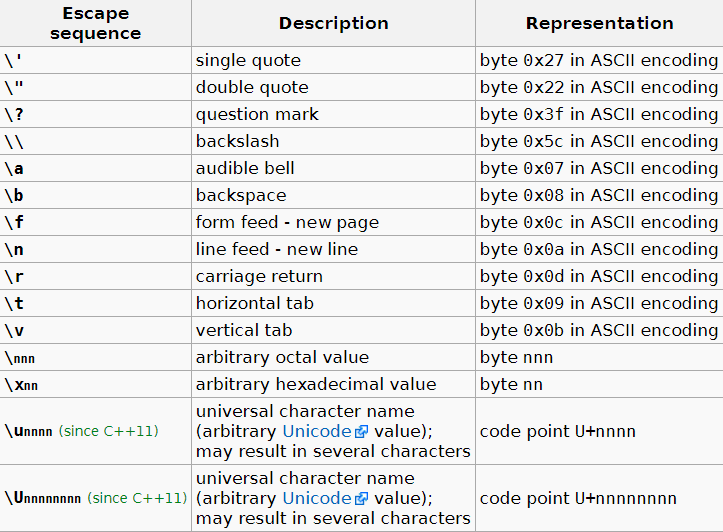 Escape sequence Description Representation
\' single quote byte 0x27 in ASCII encoding
\" double quote byte 0x22 in ASCII encoding
\? question mark byte 0x3f in ASCII encoding
\\ backslash byte 0x5c in ASCII encoding
\a audible bell byte 0x07 in ASCII encoding
\b backspace byte 0x08 in ASCII encoding
\f form feed - new page byte 0x0c in ASCII encoding
\n line feed - new line byte 0x0a in ASCII encoding
\r carriage return byte 0x0d in ASCII encoding
\t horizontal tab byte 0x09 in ASCII encoding
\v vertical tab byte 0x0b in ASCII encoding
\nnn arbitrary octal value byte nnn
\xnn arbitrary hexadecimal value byte nn
\unnnn (since C++11) universal character name
(arbitrary Unicode value);
may result in several characters code point U+nnnn
\Unnnnnnnn (since C++11) universal character name
(arbitrary Unicode value);
may result in several characters code point U+nnnnnnnn